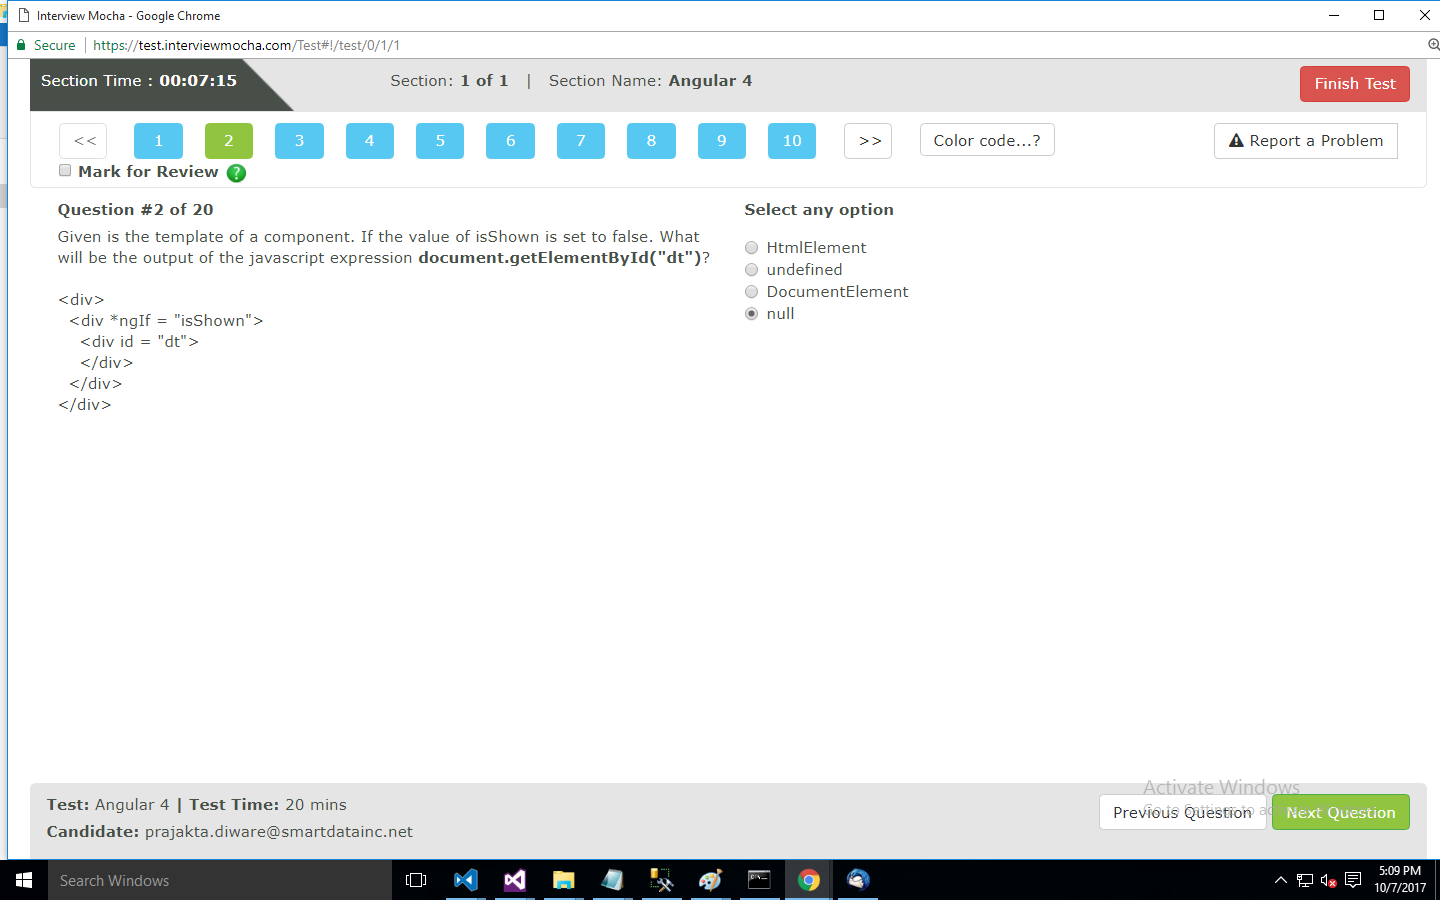 Interview Mocha - Google Chrome
Secure | https://test.interviewmocha.com/Test#!/test/0/1/1
Section Time : 00:07:15
Section: 1 of 1 | Section Name: Angular 4
Finish Test
<< 1 2 3 4 5 6 7 8 9 10 >> Color code...? Report a Problem
Mark for Review ?
Question #2 of 20
Given is the template of a component. If the value of isShown is set to false. What
will be the output of the javascript expression document.getElementById("dt")?
<div>
<div *ngIf = "isShown">
<div id = "dt">
</div>
</div>
</div>
Select any option
HtmlElement
undefined
DocumentElement
null
Test: Angular 4 | Test Time: 20 mins
Candidate: prajakta.diware@smartdatainc.net
Activate Windows
Go to Settings to
Previous Question
Next Question
Search Windows
5:09 PM
10/7/2017